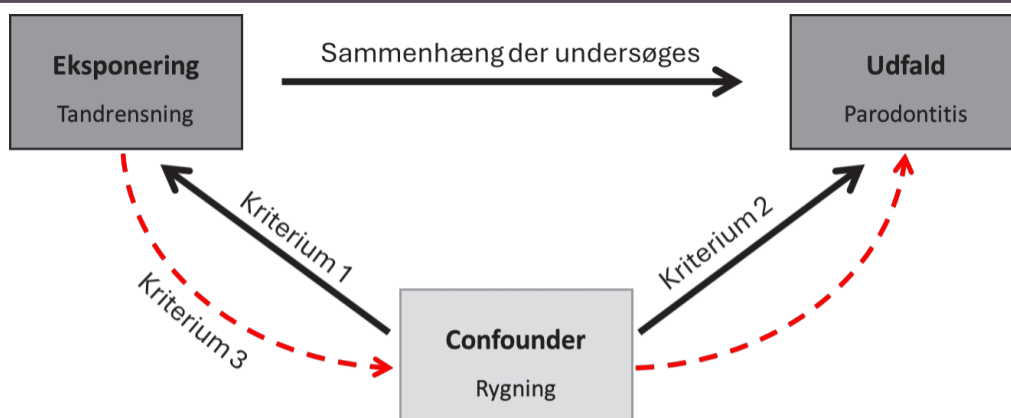 Eksponering
Tandrensning
Sammenhæng der undersøges
Udfald
Parodontitis
Kriterium 1
Kriterium 2
Kriterium 3
Confounder
Rygning